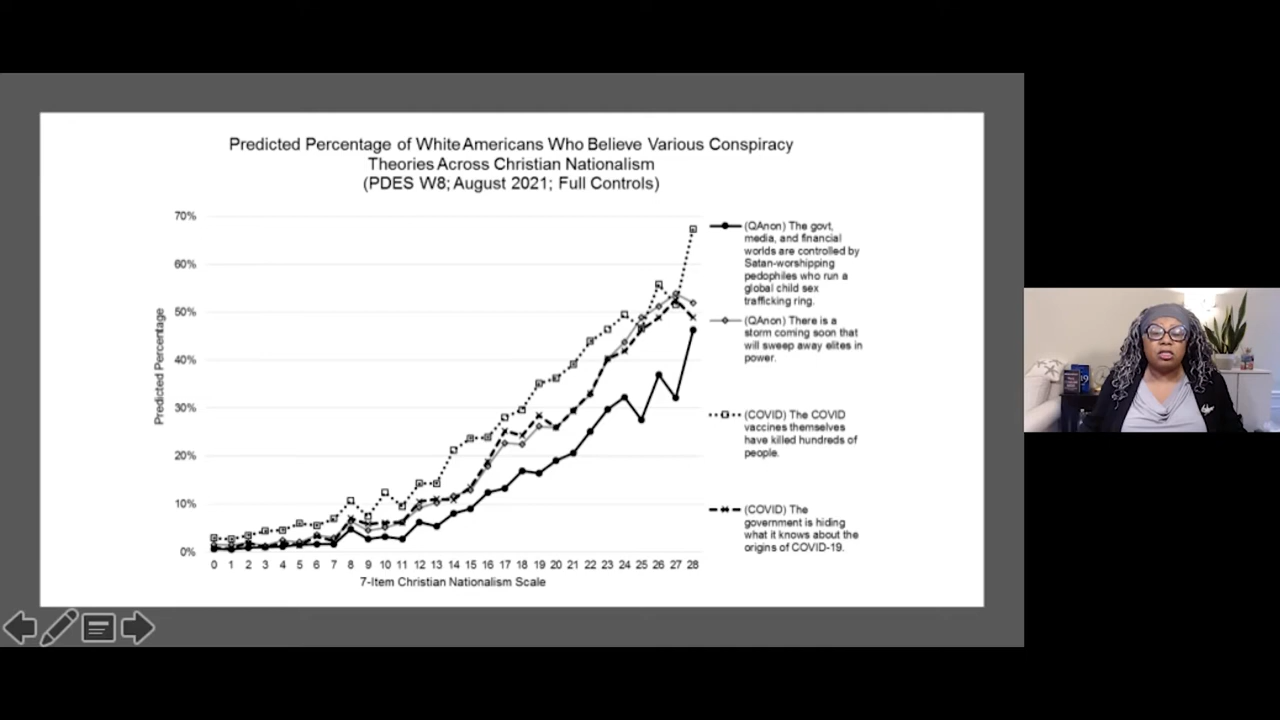 Predicted Percentage of White Americans Who Believe Various Conspiracy
Theories Across Christian Nationalism
(PDES W8; August 2021; Full Controls)
70%
60%
50%
40%
30%
20%
10%
0%
Predicted Percentage
0 1 2 3 4 5 6 7 8 9 10 11 12 13 14 15 16 17 18 19 20 21 22 23 24 25 26 27 28
7-Item Christian Nationalism Scale
(QAnon) The govt,
media, and financial
worlds are controlled by
Satan-worshipping
pedophiles who run a
global child sex
trafficking ring.
(QAnon) There is a
storm coming soon that
will sweep away elites in
power.
(COVID) The COVID
vaccines themselves
have killed hundreds of
people.
(COVID) The
government is hiding
what it knows about the
origins of COVID-19.